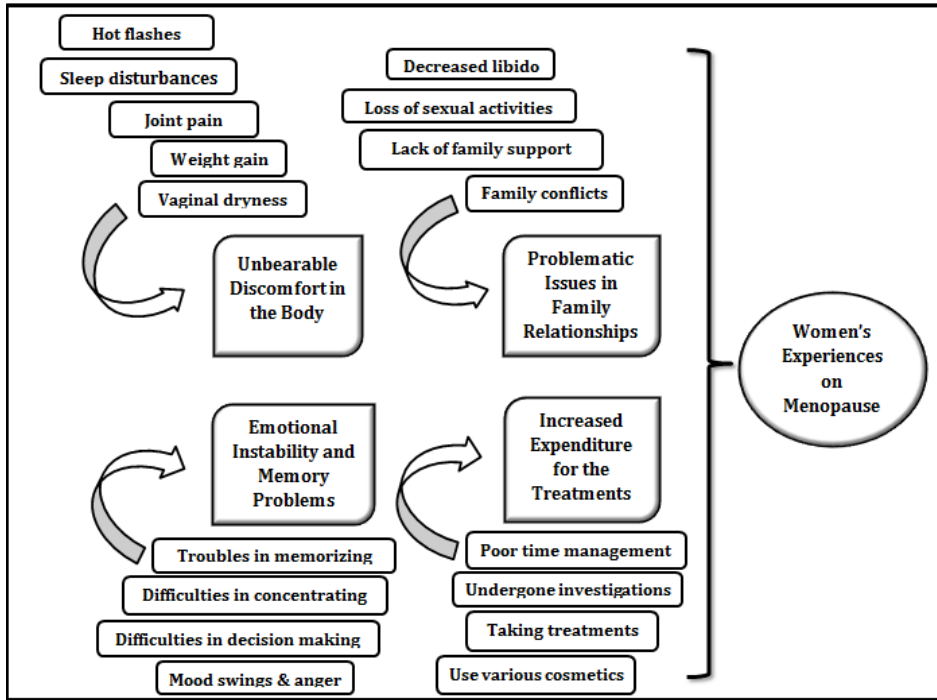 Hot flashes
Sleep disturbances
Joint pain
Weight gain
Vaginal dryness
Unbearable
Discomfort in
the Body
Decreased libido
Loss of sexual activities
Lack of family support
Family conflicts
Problematic
Issues in
Family
Relationships
Emotional
Instability and
Memory
Problems
Troubles in memorizing
Difficulties in concentrating
Difficulties in decision making
Mood swings & anger
Increased
Expenditure
for the
Treatments
Poor time management
Undergone investigations
Taking treatments
Use various cosmetics
Women's
Experiences
on
Menopause